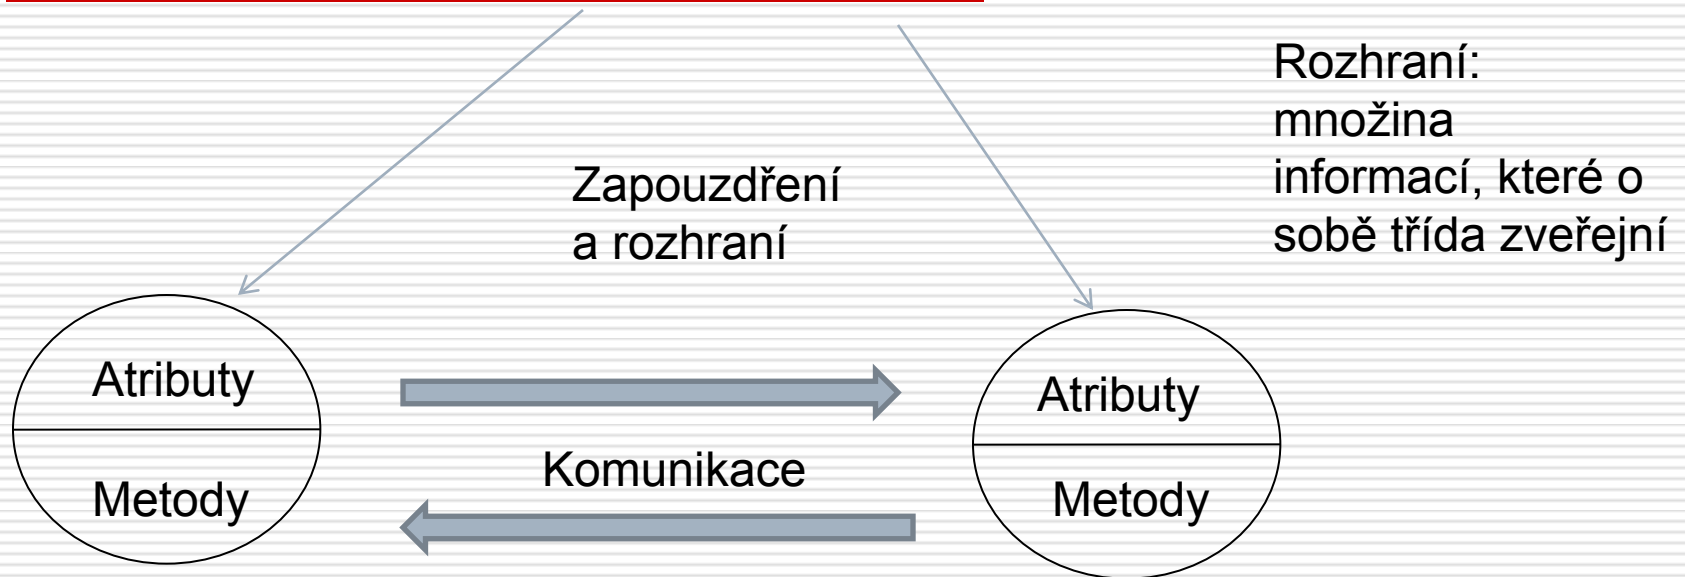 Rozhraní:
množina
informací, které o
sobě třída zveřejní
Zapouzdření
a rozhraní
Atributy
Metody
Komunikace
Atributy
Metody